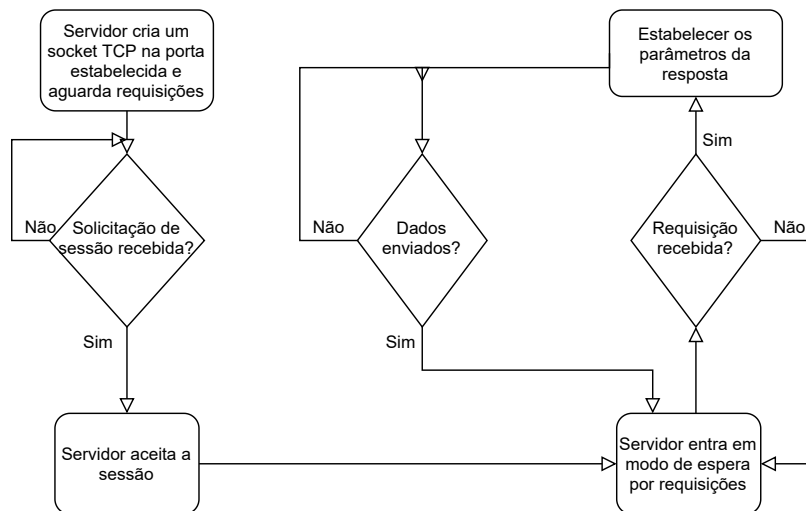 Servidor cria um
socket TCP na porta
estabelecida e
aguarda requisições
Não
Solicitação de
sessão recebida?
Sim
Servidor aceita a
sessão
Servidor entra em
modo de espera
por requisições
Requisição
recebida?
Não
Sim
Estabelecer os
parâmetros da
resposta
Dados
enviados?
Não
Sim